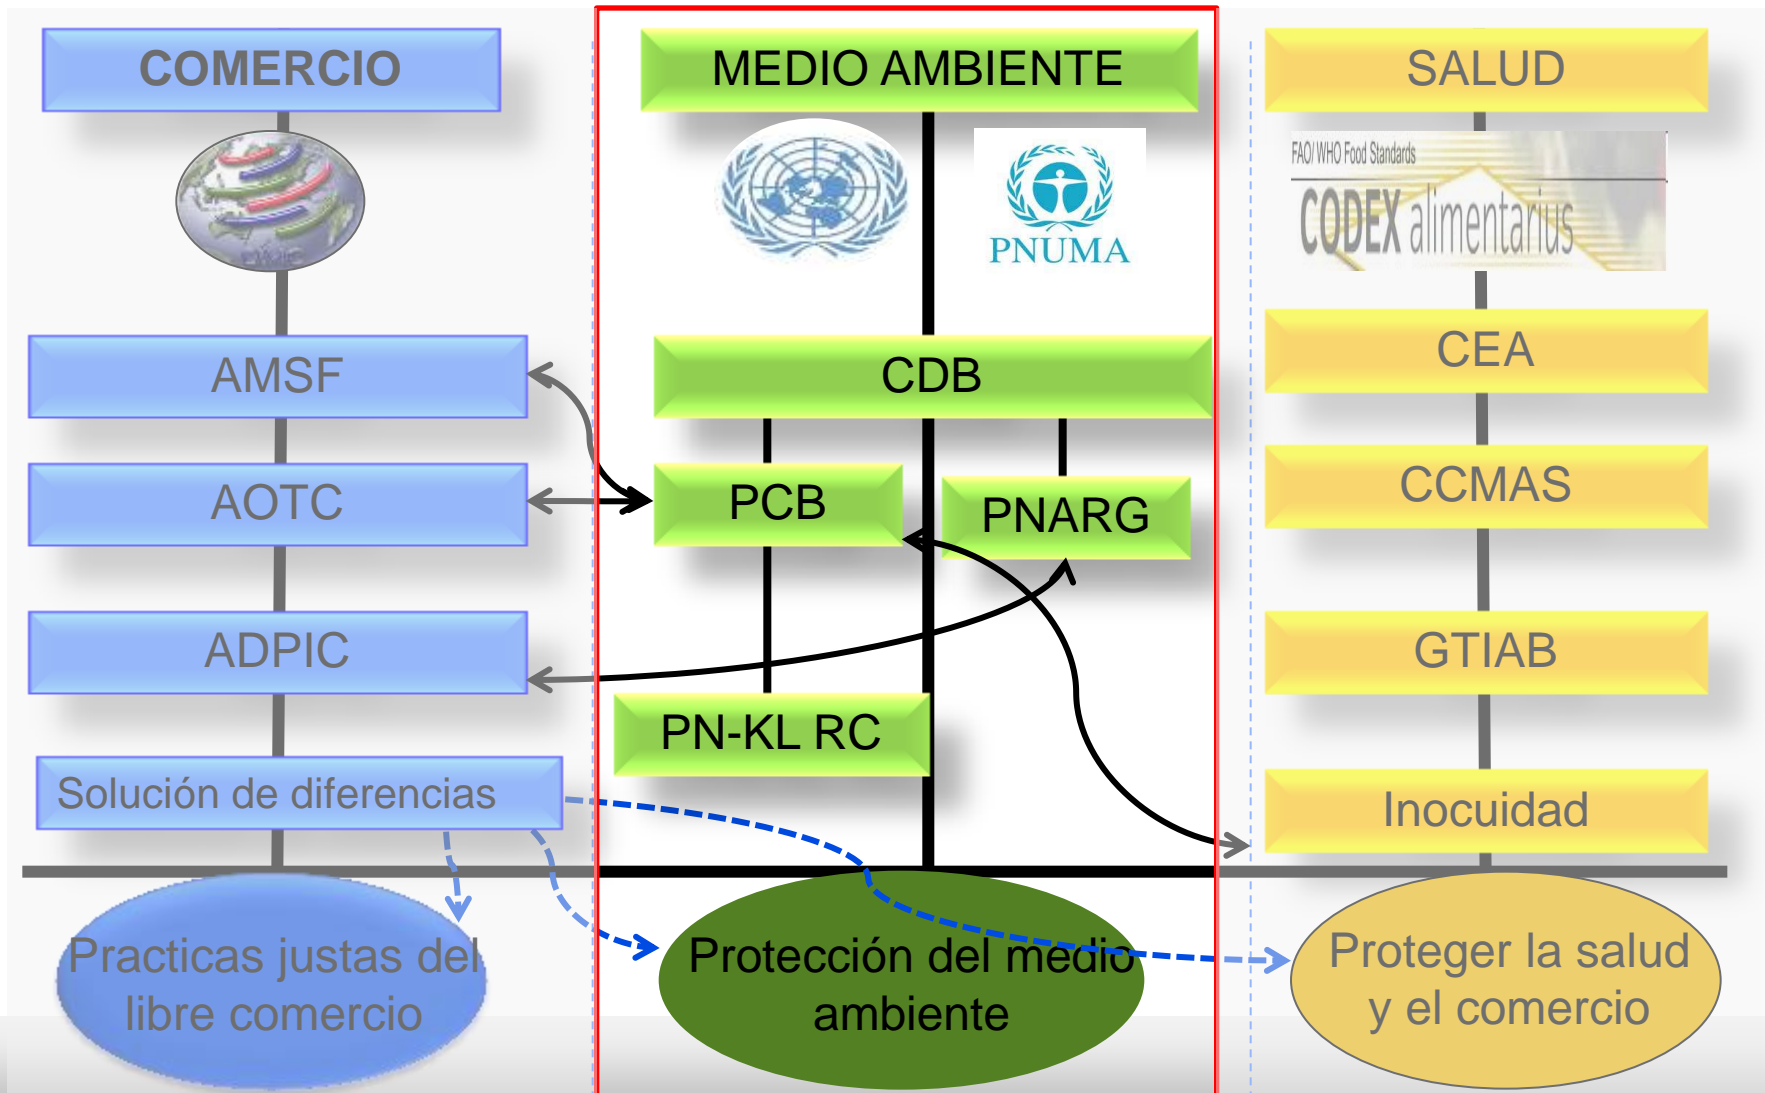 COMERCIO
AMSF
AOTC
ADPIC
Solución de diferencias
Practicas justas del
libre comercio
MEDIO AMBIENTE
PNUMA
CDB
PCB
PNARG
PN-KL RC
Protección del medio
ambiente
SALUD
FAO/ WHO Food Standards
CODEX alimentarius
CEA
CCMAS
GTIAB
Inocuidad
Proteger la salud
y el comercio